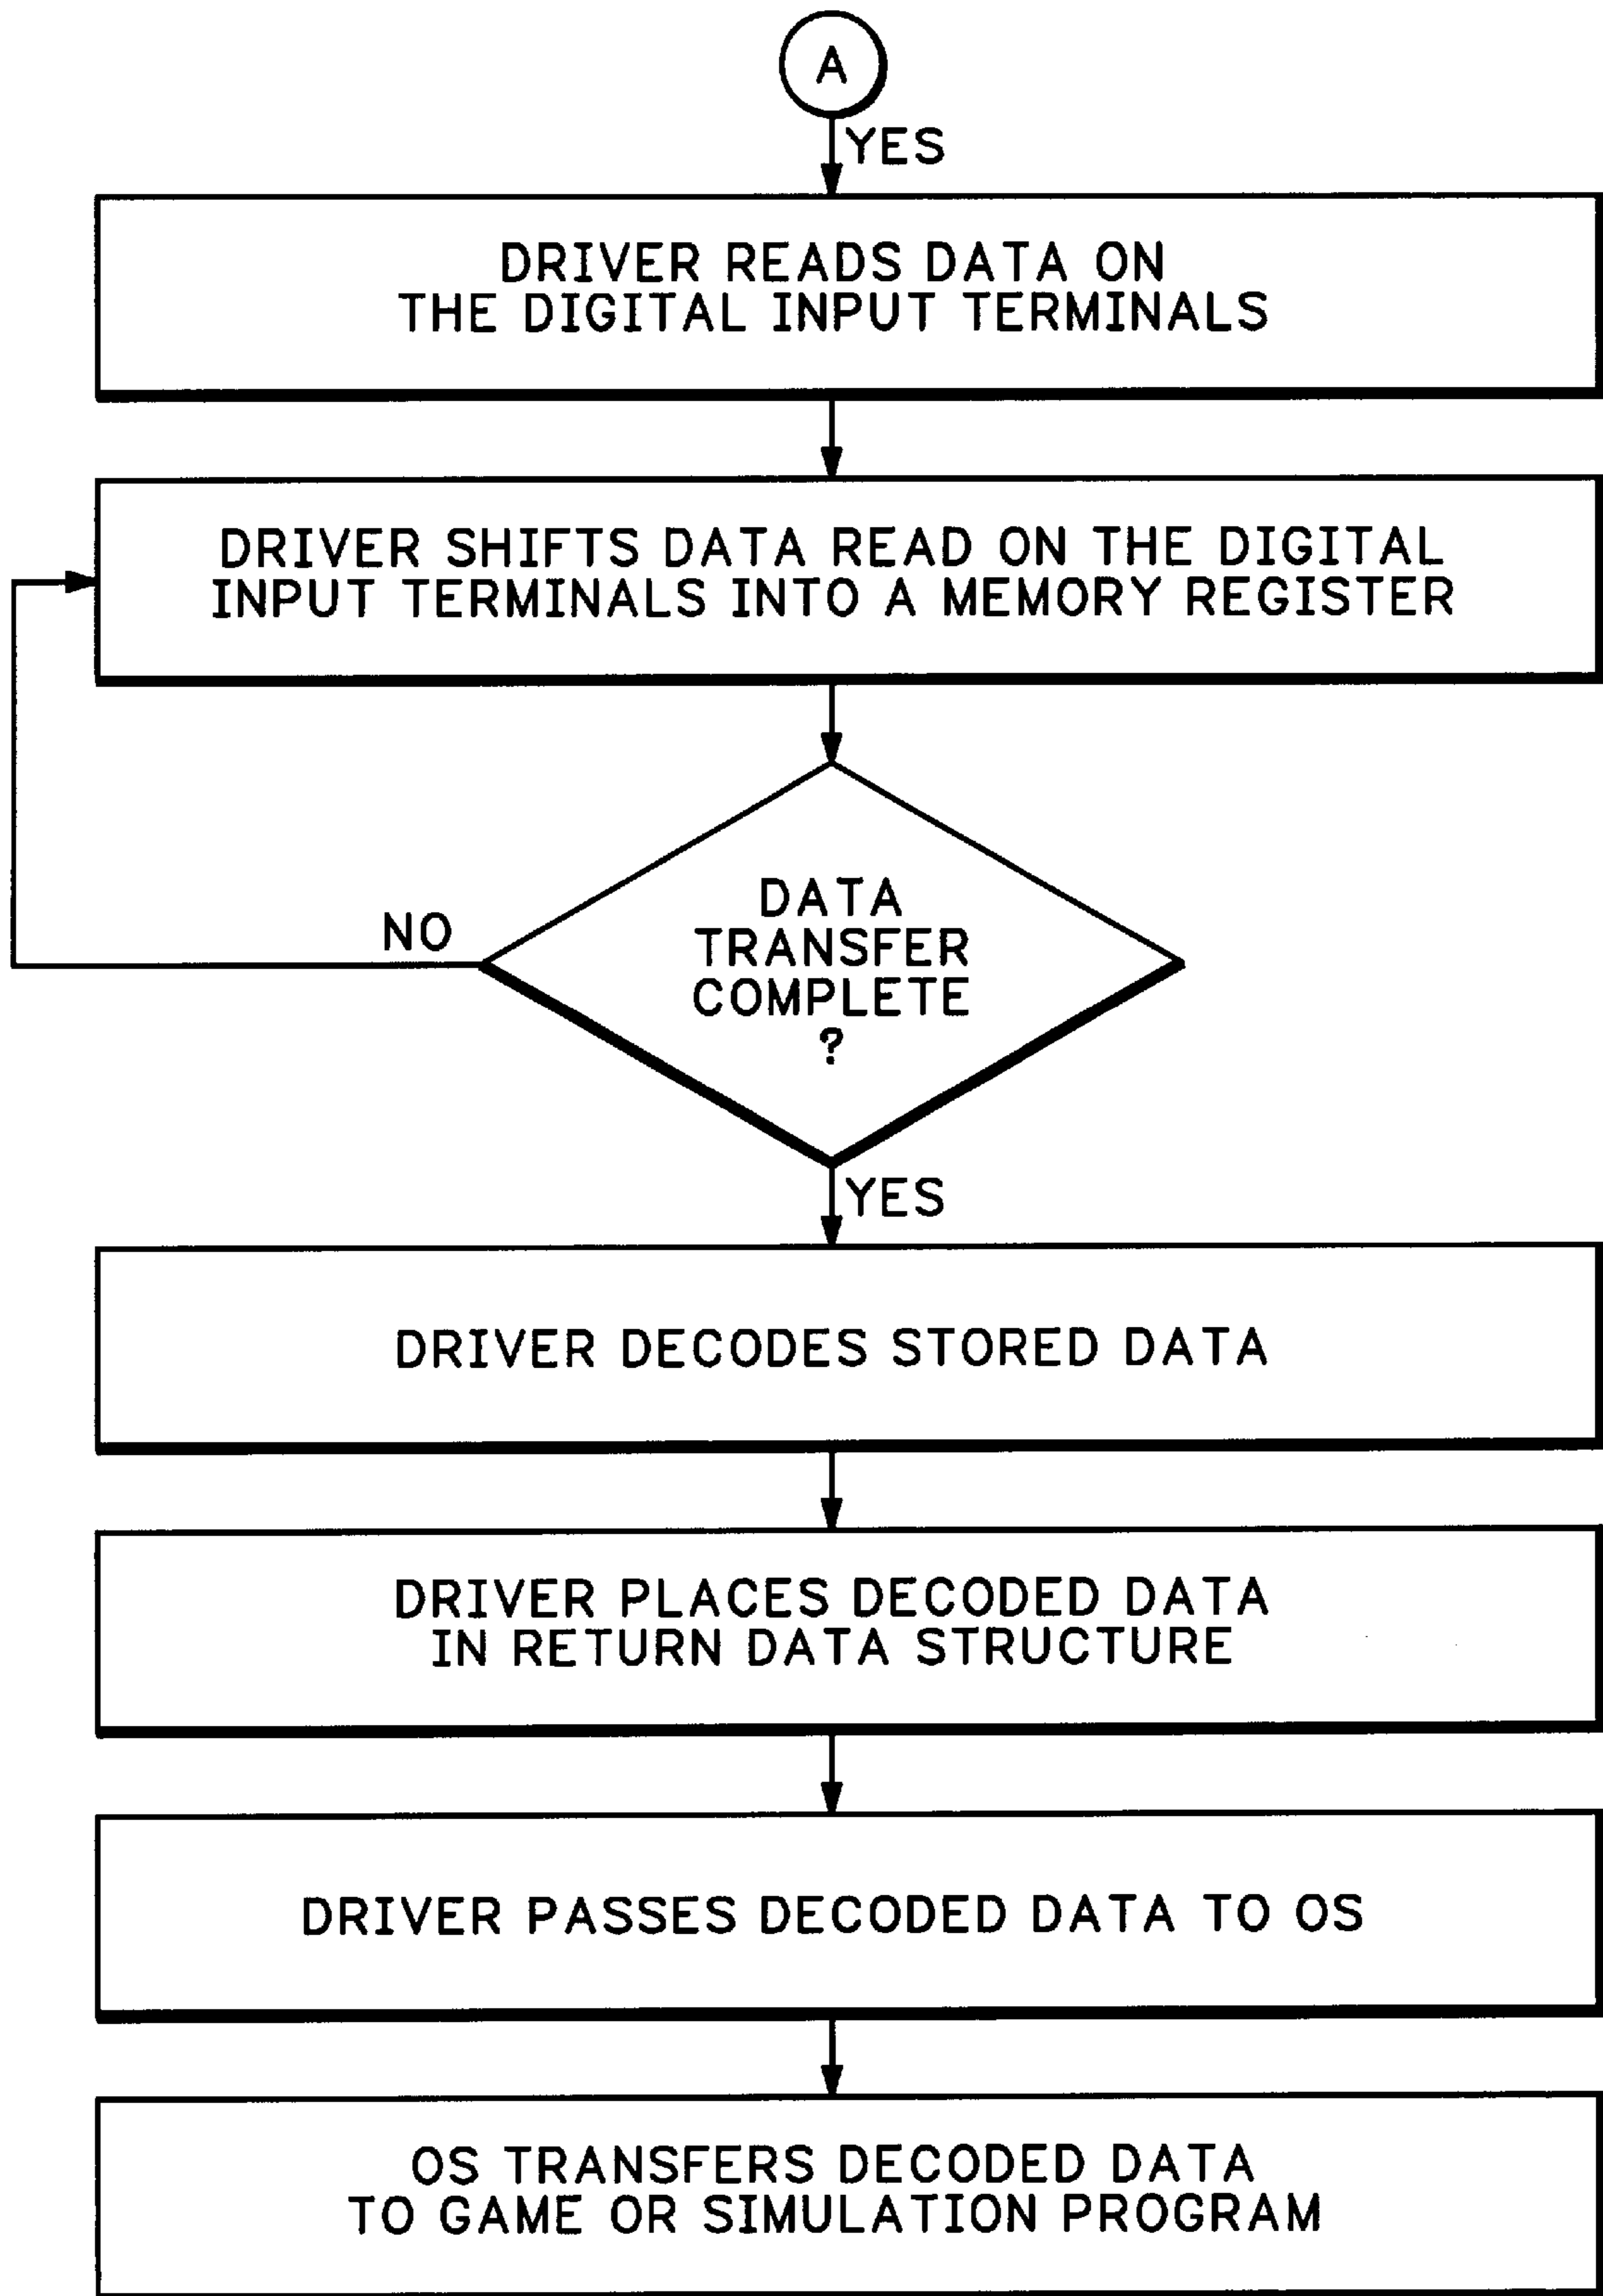 A
YES
DRIVER READS DATA ON
THE DIGITAL INPUT TERMINALS
DRIVER SHIFTS DATA READ ON THE DIGITAL
INPUT TERMINALS INTO A MEMORY REGISTER
NO
DATA
TRANSFER
COMPLETE
?
YES
DRIVER DECODES STORED DATA
DRIVER PLACES DECODED DATA
IN RETURN DATA STRUCTURE
DRIVER PASSES DECODED DATA TO OS
OS TRANSFERS DECODED DATA
TO GAME OR SIMULATION PROGRAM